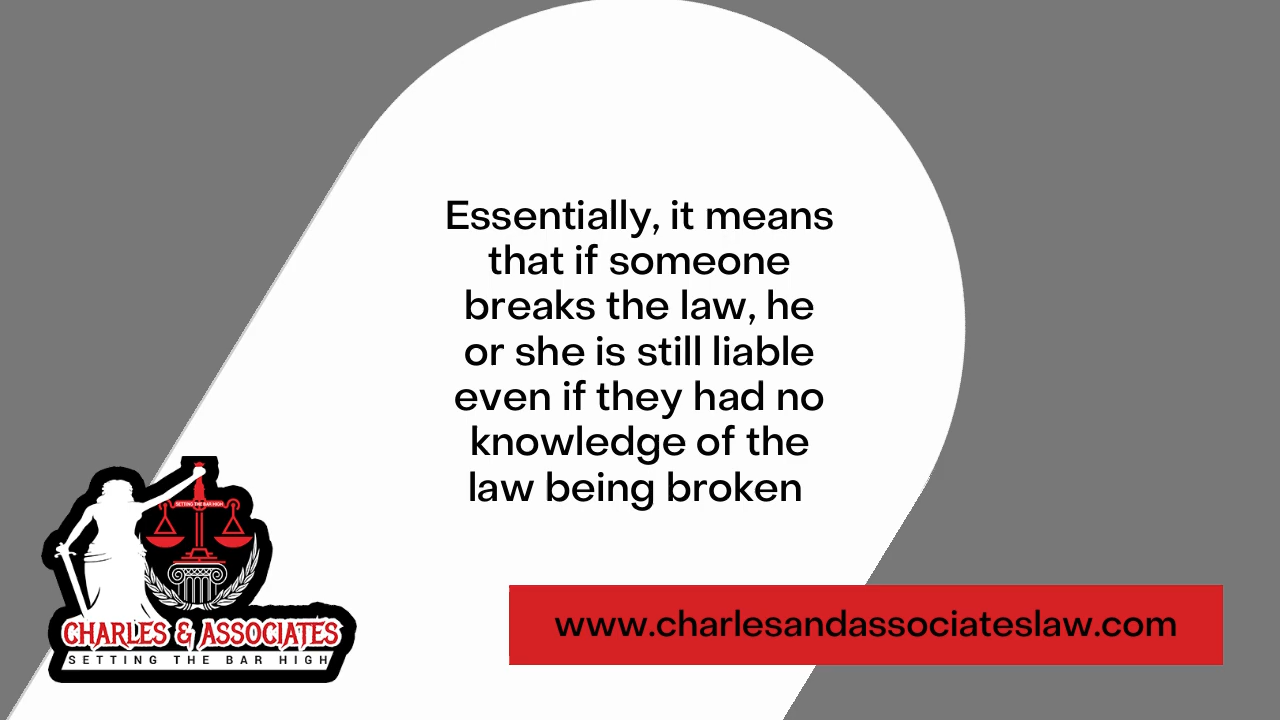 Essentially, it means
that if someone
breaks the law, he
or she is still liable
even if they had no
knowledge of the
law being broken
SETTING THE BAR HIGH
CHARLES & ASSOCIATES
SETTING THE BAR HIGH
www.charlesandassociateslaw.com